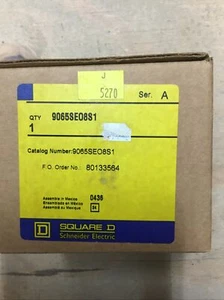 J
5270
9065SEO8S1
Ser. A
QTY
1
Catalog Number:9065SEO8S1
F.O. Order No.: 80133564
Assembled in Mexico
Ensamblado en México
Assemblé au Mexique
0436
SQUARE D
Schneider Electric